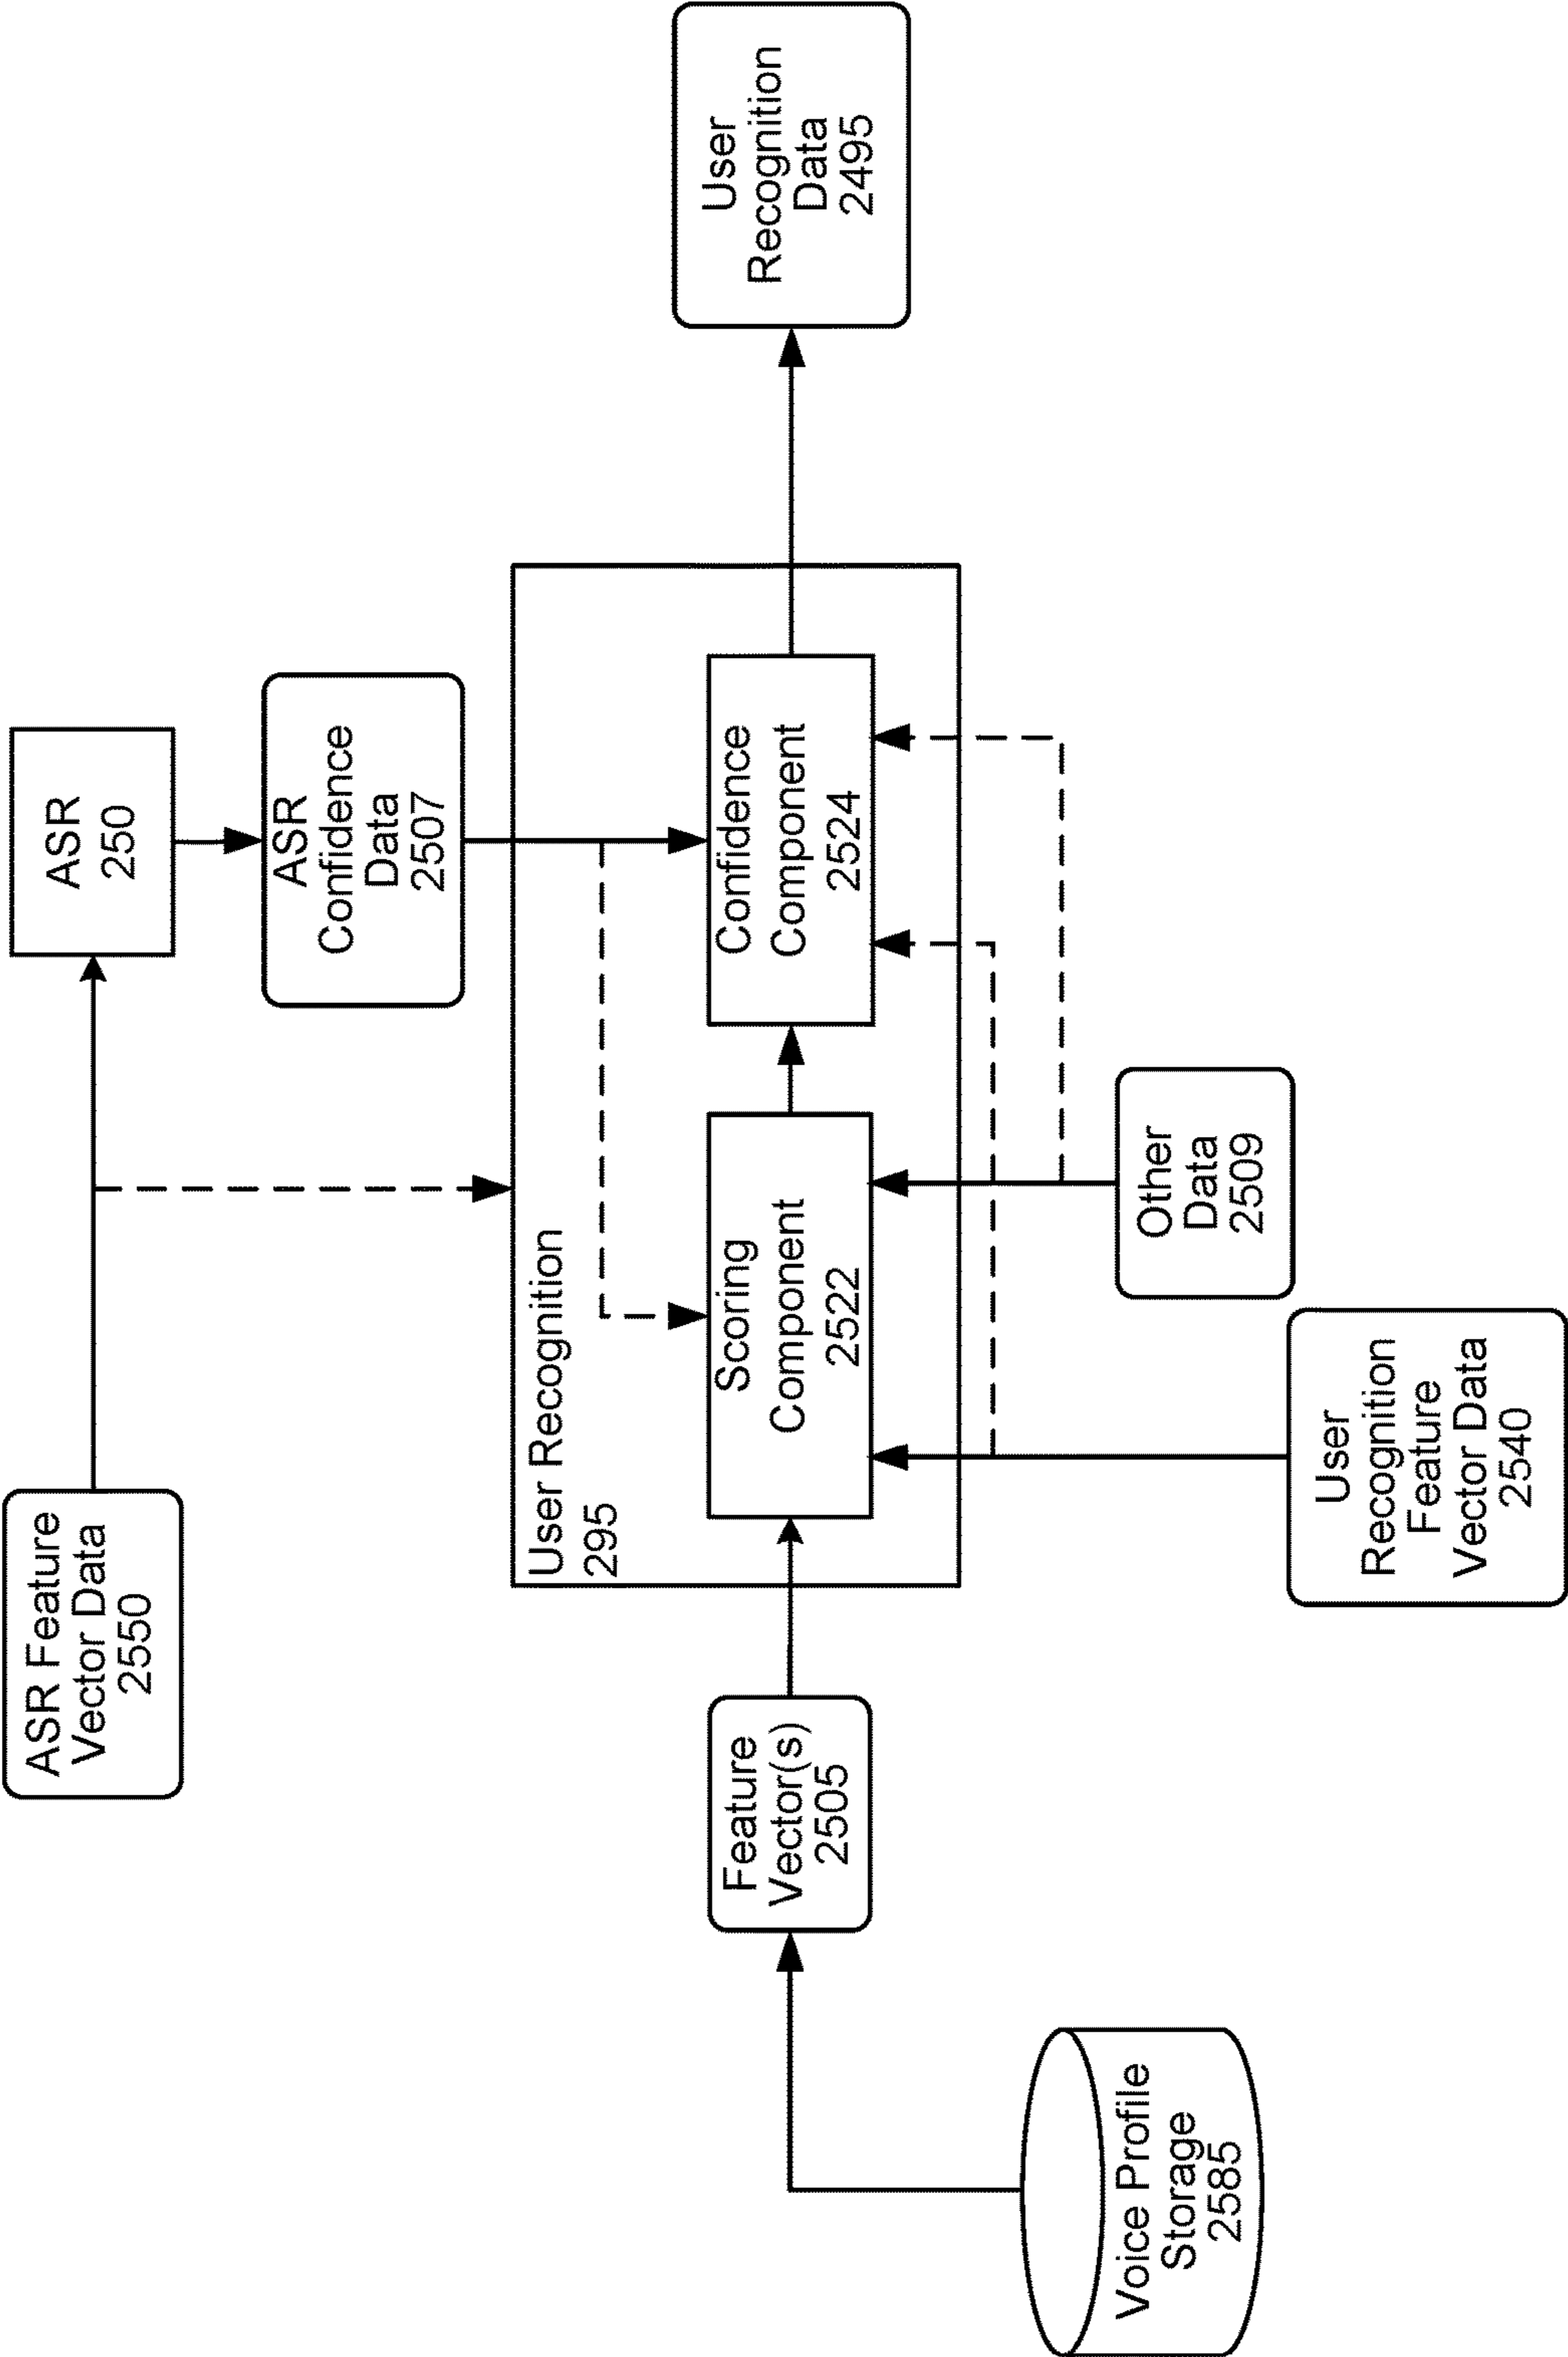 ASR Feature
Vector Data
2550
ASR
250
ASR
Confidence
Data
2507
User Recognition
295
Voice Profile
Storage
2585
Feature
Vector(s)
2505
Scoring
Component
2522
Confidence
Component
2524
User
Recognition
Data
2495
User
Recognition
Feature
Vector Data
2540
Other
Data
2509